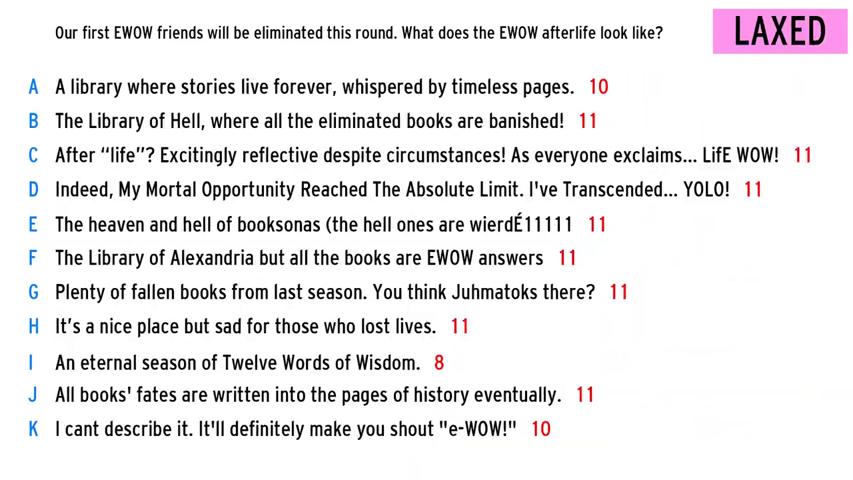 Our first EWOW friends will be eliminated this round. What does the EWOW afterlife look like?
LAXED
A A library where stories live forever, whispered by timeless pages. 10
B The Library of Hell, where all the eliminated books are banished! 11
C After “life”? Excitingly reflective despite circumstances! As everyone exclaims... LifE WOW! 11
D Indeed, My Mortal Opportunity Reached The Absolute Limit. I've Transcended... YOLO! 11
E The heaven and hell of booksonas (the hell ones are wierdÉ11111 11
F The Library of Alexandria but all the books are EWOW answers 11
G Plenty of fallen books from last season. You think Juhmatoks there? 11
H It’s a nice place but sad for those who lost lives. 11
I An eternal season of Twelve Words of Wisdom. 8
J All books' fates are written into the pages of history eventually. 11
K I cant describe it. It'll definitely make you shout "e-WOW!" 10